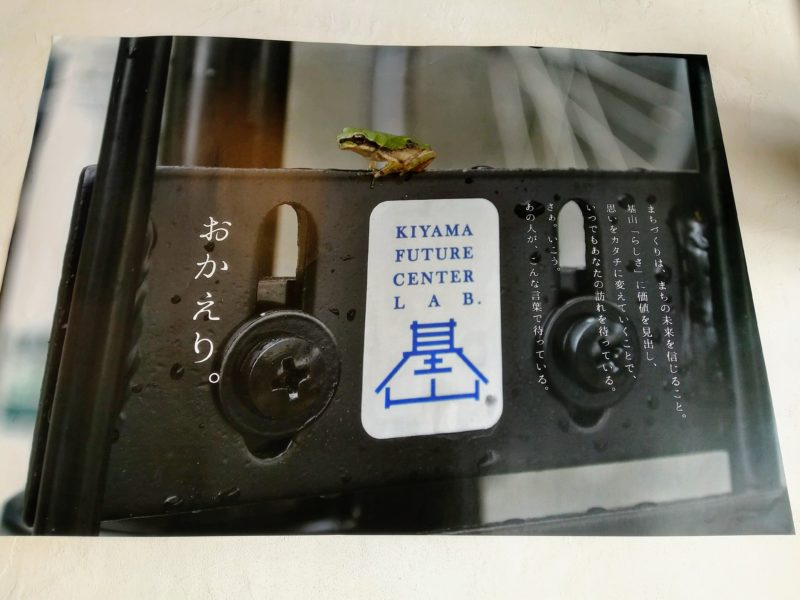 まちづくりは、まちの未来を信じること。
基山「らしさ」に価値を見出し、
思いをカタチに変えていくことで、
いつでもあなたの訪れを待っている。
さあ。いこう。
あの人が、こんな言葉で待っている。
KIYAMA
FUTURE
CENTER
LAB.
基山
おかえり。